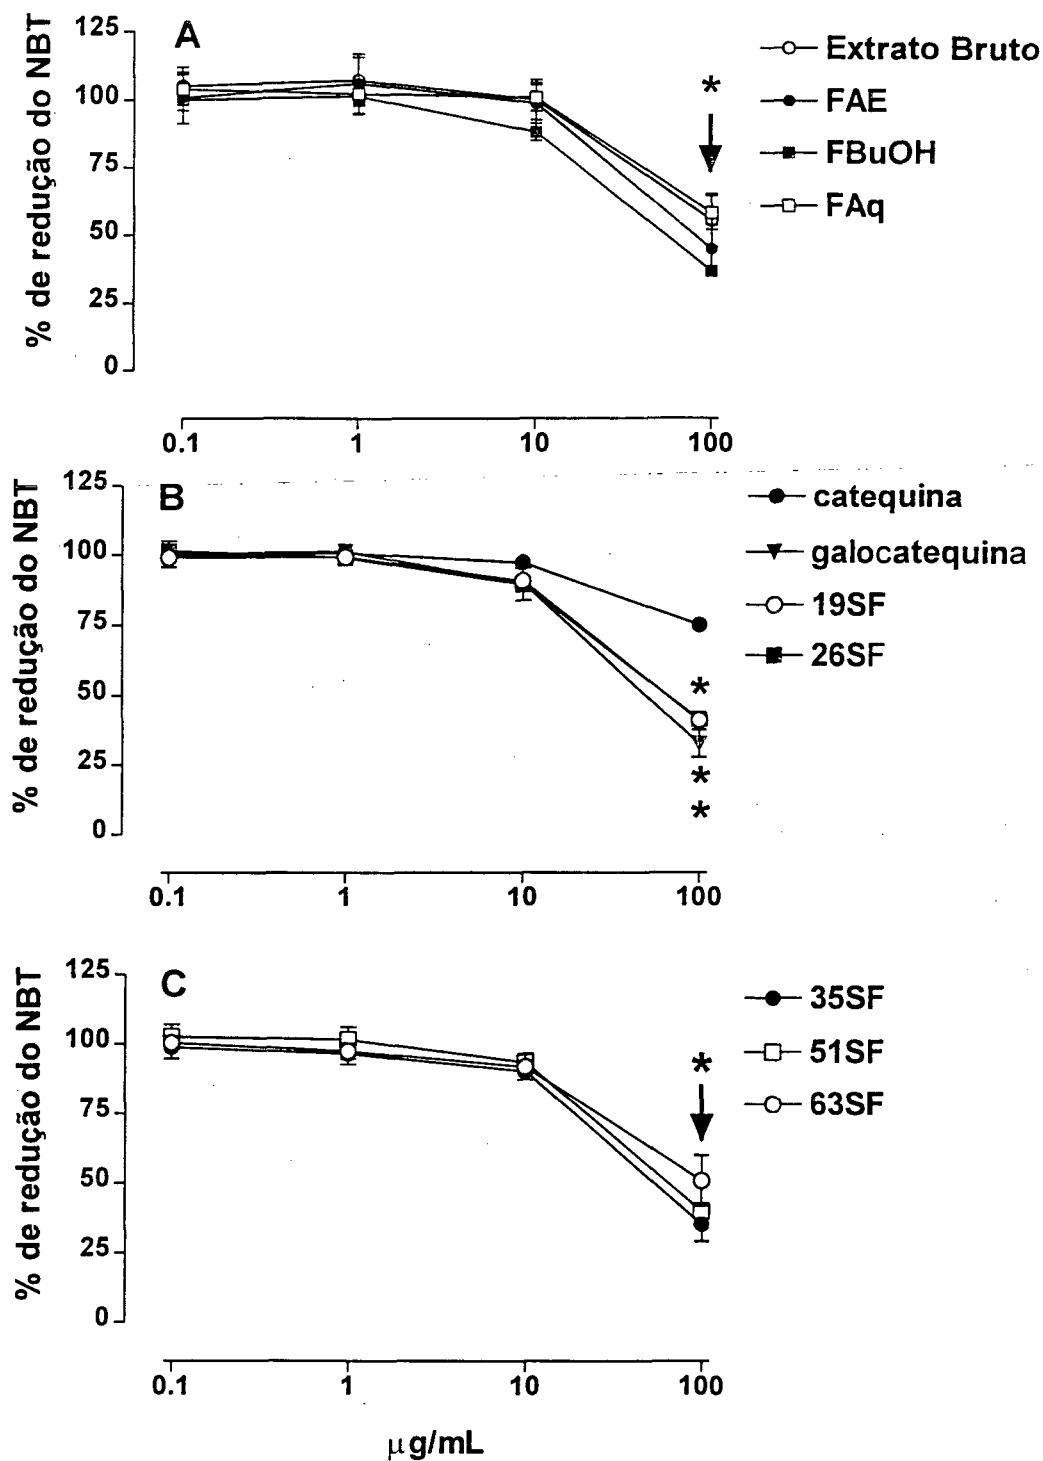 A
% de redução do NBT
125
100
75
50
25
0
0.1 1 10 100
*
Extrato Bruto
FAE
FBuOH
FAq
B
% de redução do NBT
125
100
75
50
25
0
0.1 1 10 100
*
*
*
catequina
galocatequina
19SF
26SF
C
% de redução do NBT
125
100
75
50
25
0
0.1 1 10 100
*
35SF
51SF
63SF
µg/mL